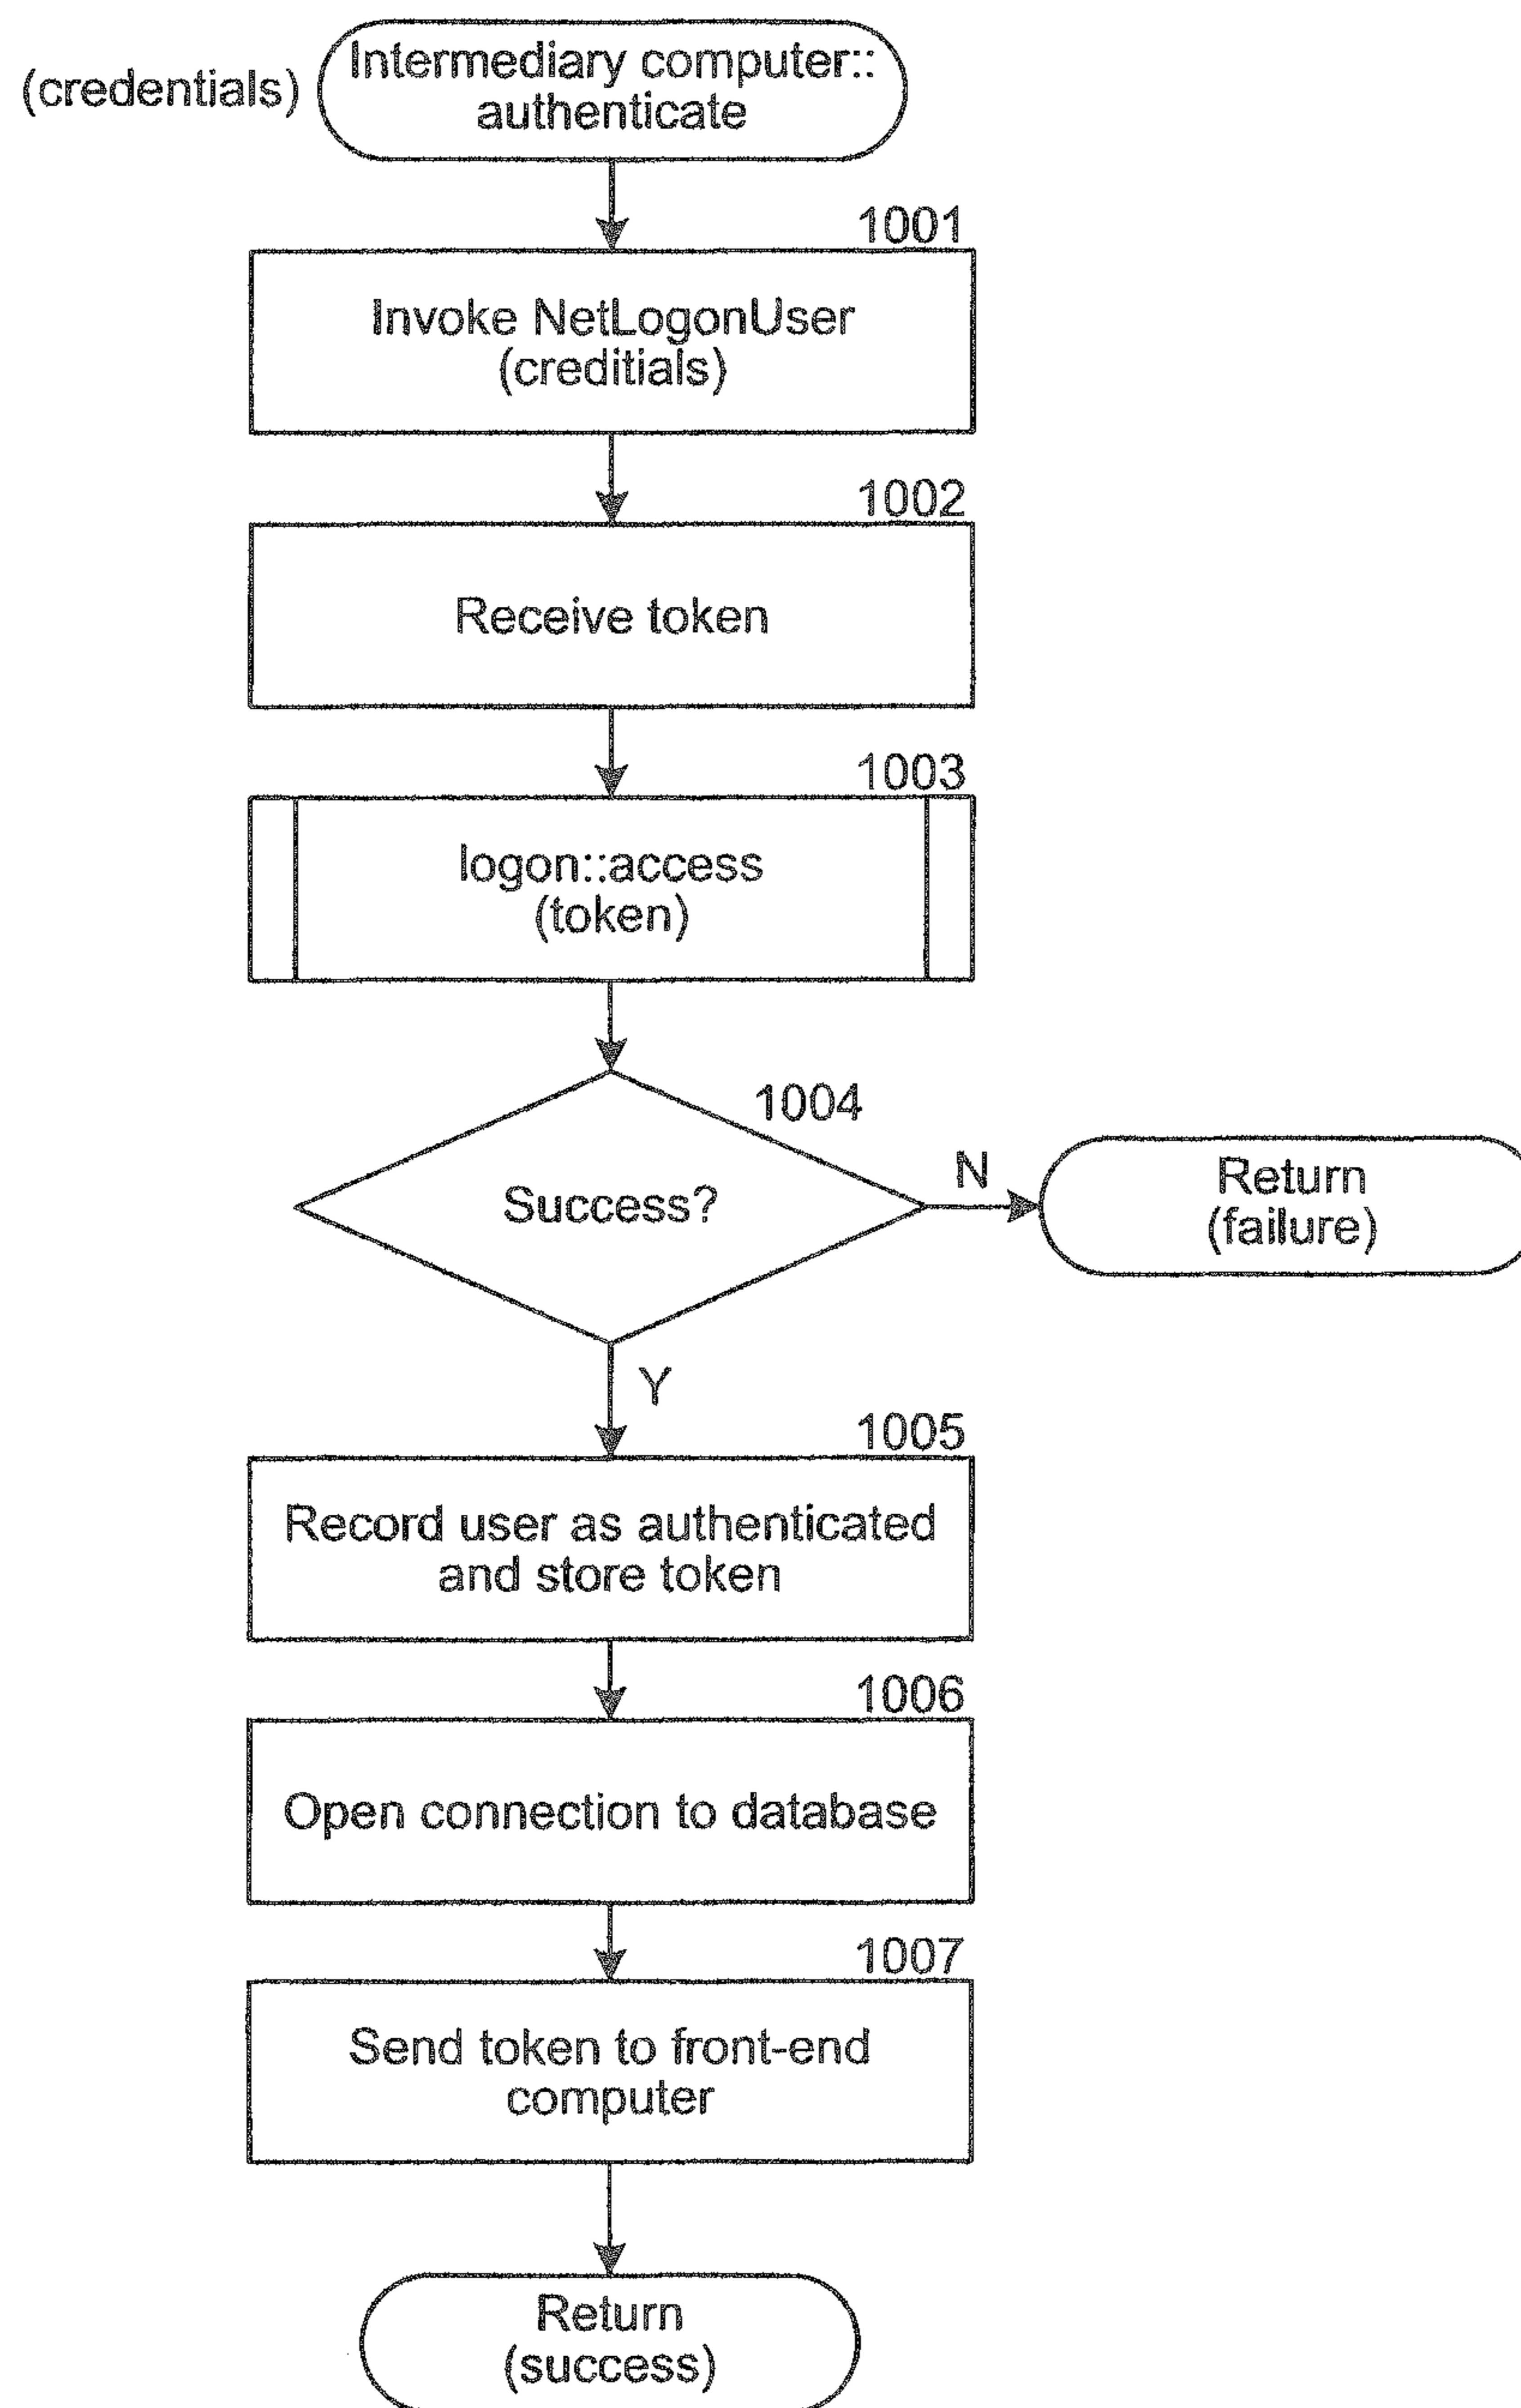 (credentials)
Intermediary computer::
authenticate
1001
Invoke NetLogonUser
(creditials)
1002
Receive token
1003
logon::access
(token)
1004
Success?
N
Return
(failure)
Y
1005
Record user as authenticated
and store token
1006
Open connection to database
1007
Send token to front-end
computer
Return
(success)